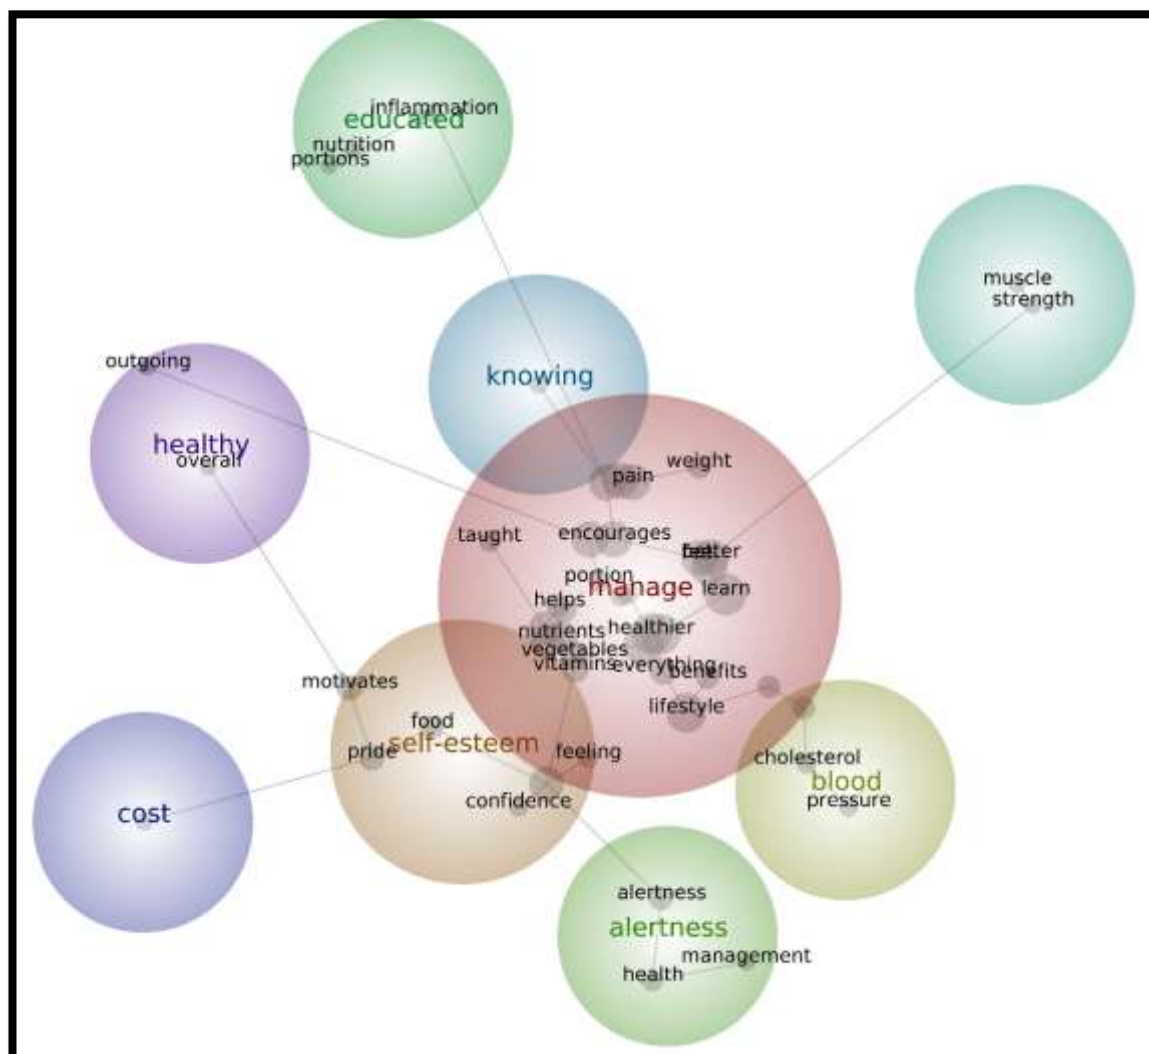 inflammation
educated
nutrition
portions
muscle
strength
outgoing
knowing
healthy
overall
weight
pain
taught
encourages
better
portion
manage
learn
helps
nutrients
healthier
vegetables
vitamins
everything
benefits
motivates
lifestyle
food
self-esteem
pride
feeling
cholesterol
blood
pressure
confidence
cost
alertness
alertness
management
health